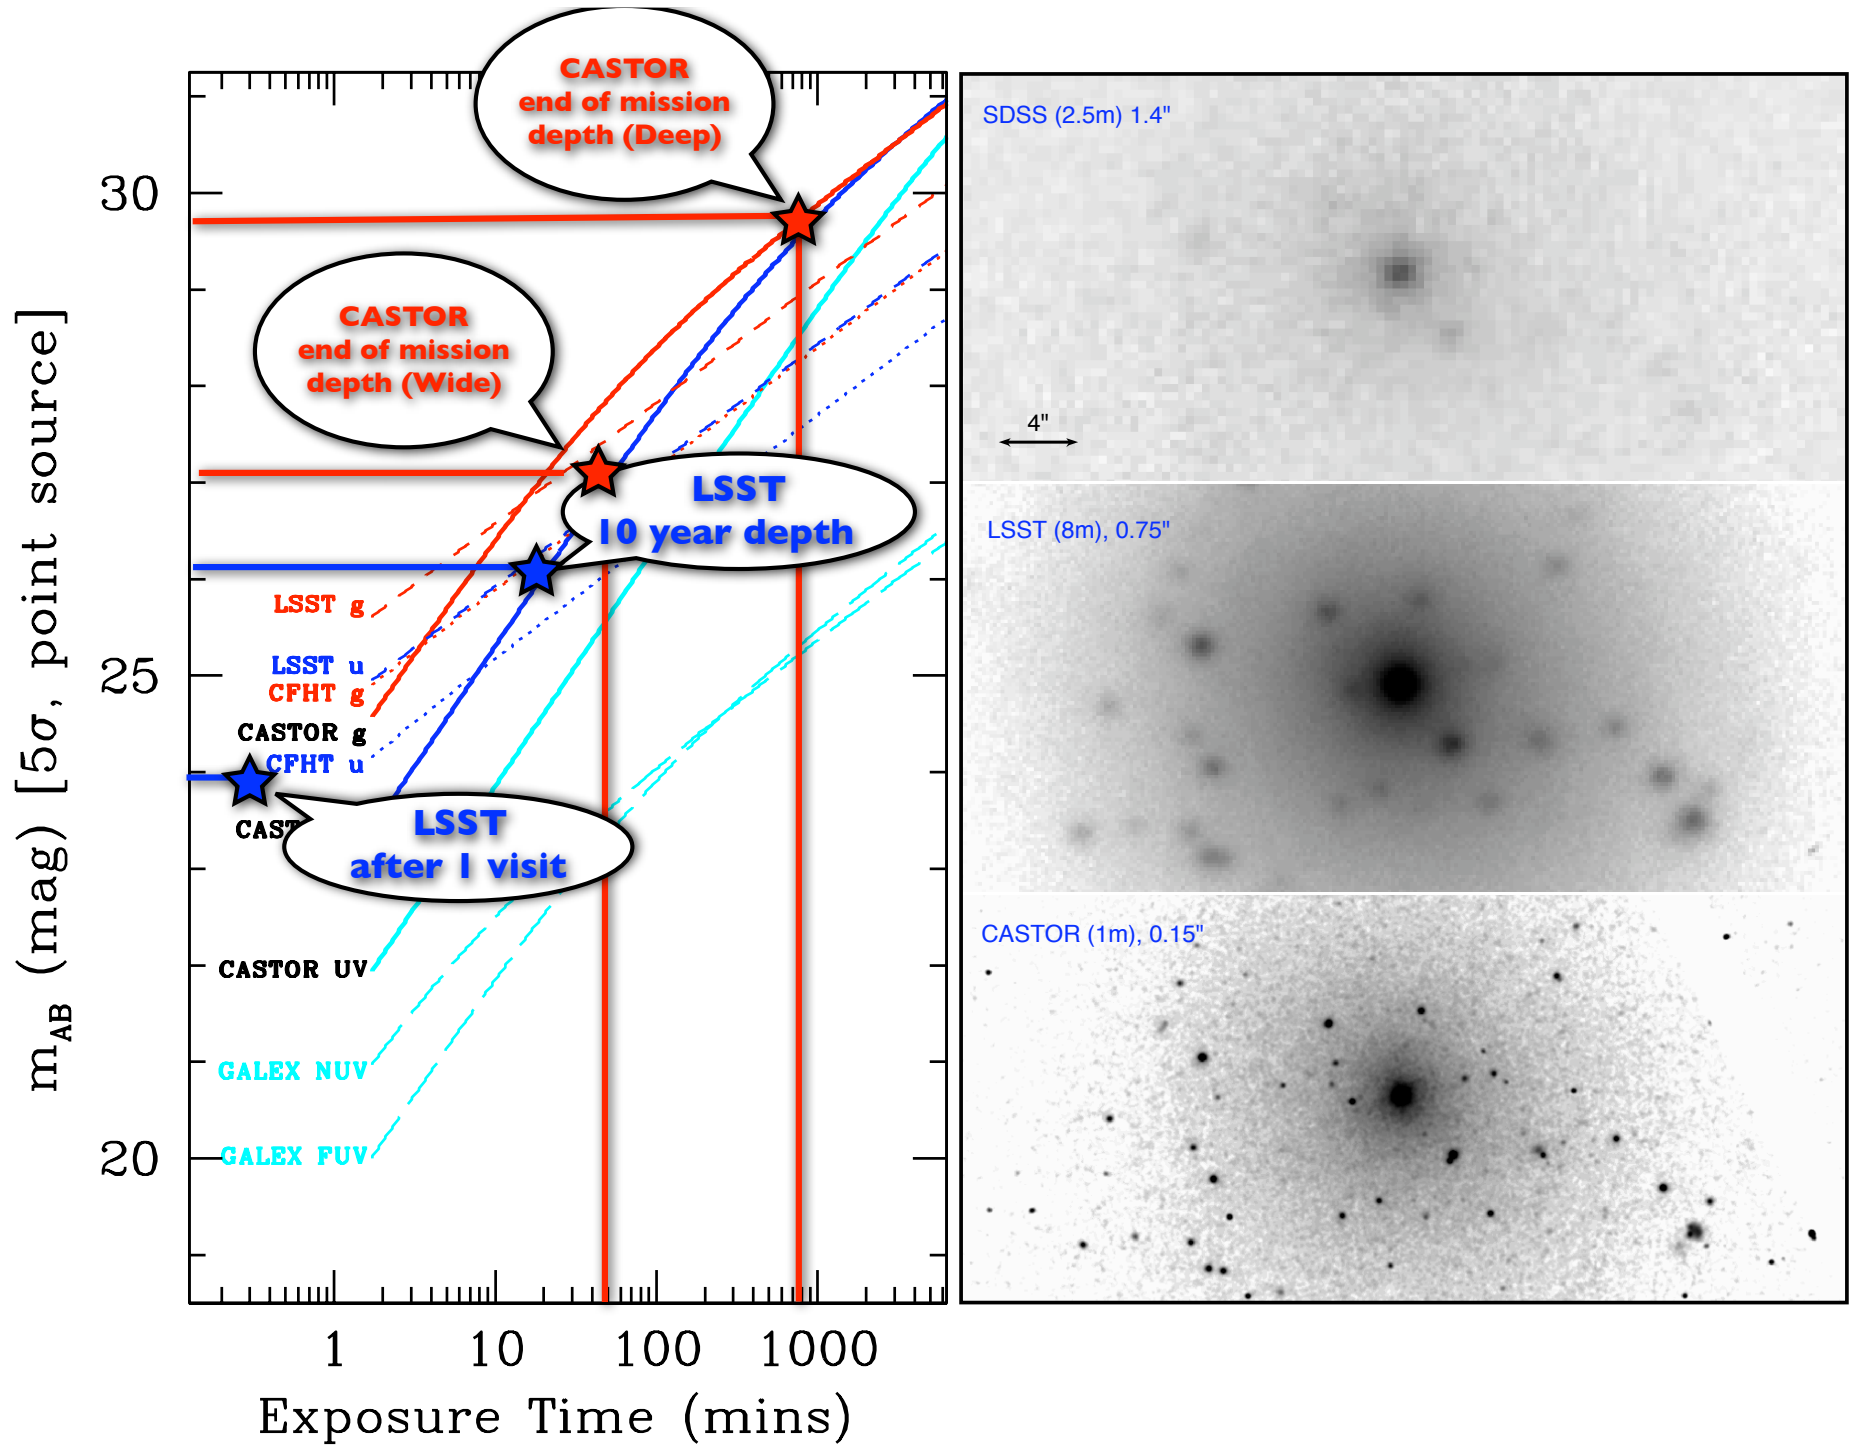 CASTOR
end of mission
depth (Deep)
30
CASTOR
end of mission
depth (Wide)
LSST
10 year depth
LSST g
LSST u
CFHT g
25
CASTOR g
CFHT u
CAST
LSST
after 1 visit
CASTOR UV
GALEX NUV
GALEX FUV
20
m_AB (mag) [5σ, point source]
1 10 100 1000
Exposure Time (mins)
SDSS (2.5m) 1.4"
4"
LSST (8m), 0.75"
CASTOR (1m), 0.15"